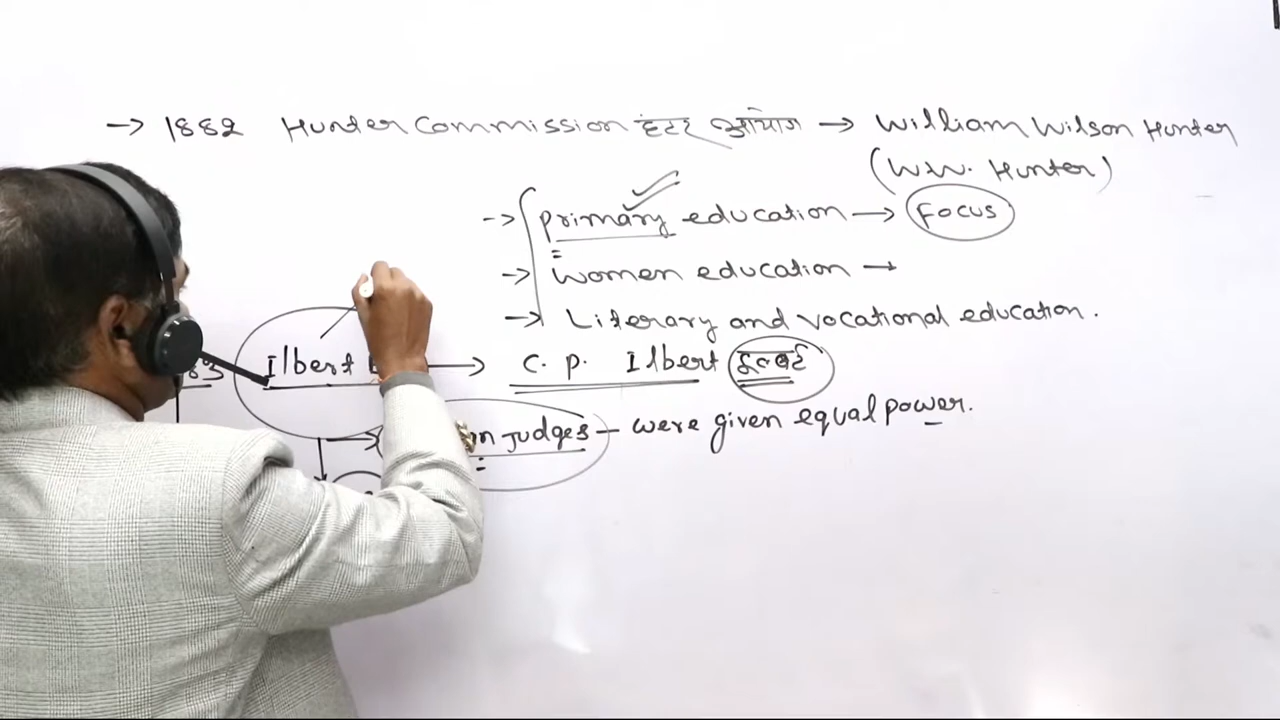 → 1882 Hunter Commission हंटर आयोग → William Wilson Hunter
(W.W. Hunter)
→ primary education → Focus
→ women education →
→ Literary and vocational education.
Ilbert → C. P. Ilbert इल्बर्ट
Judges – were given equal power.